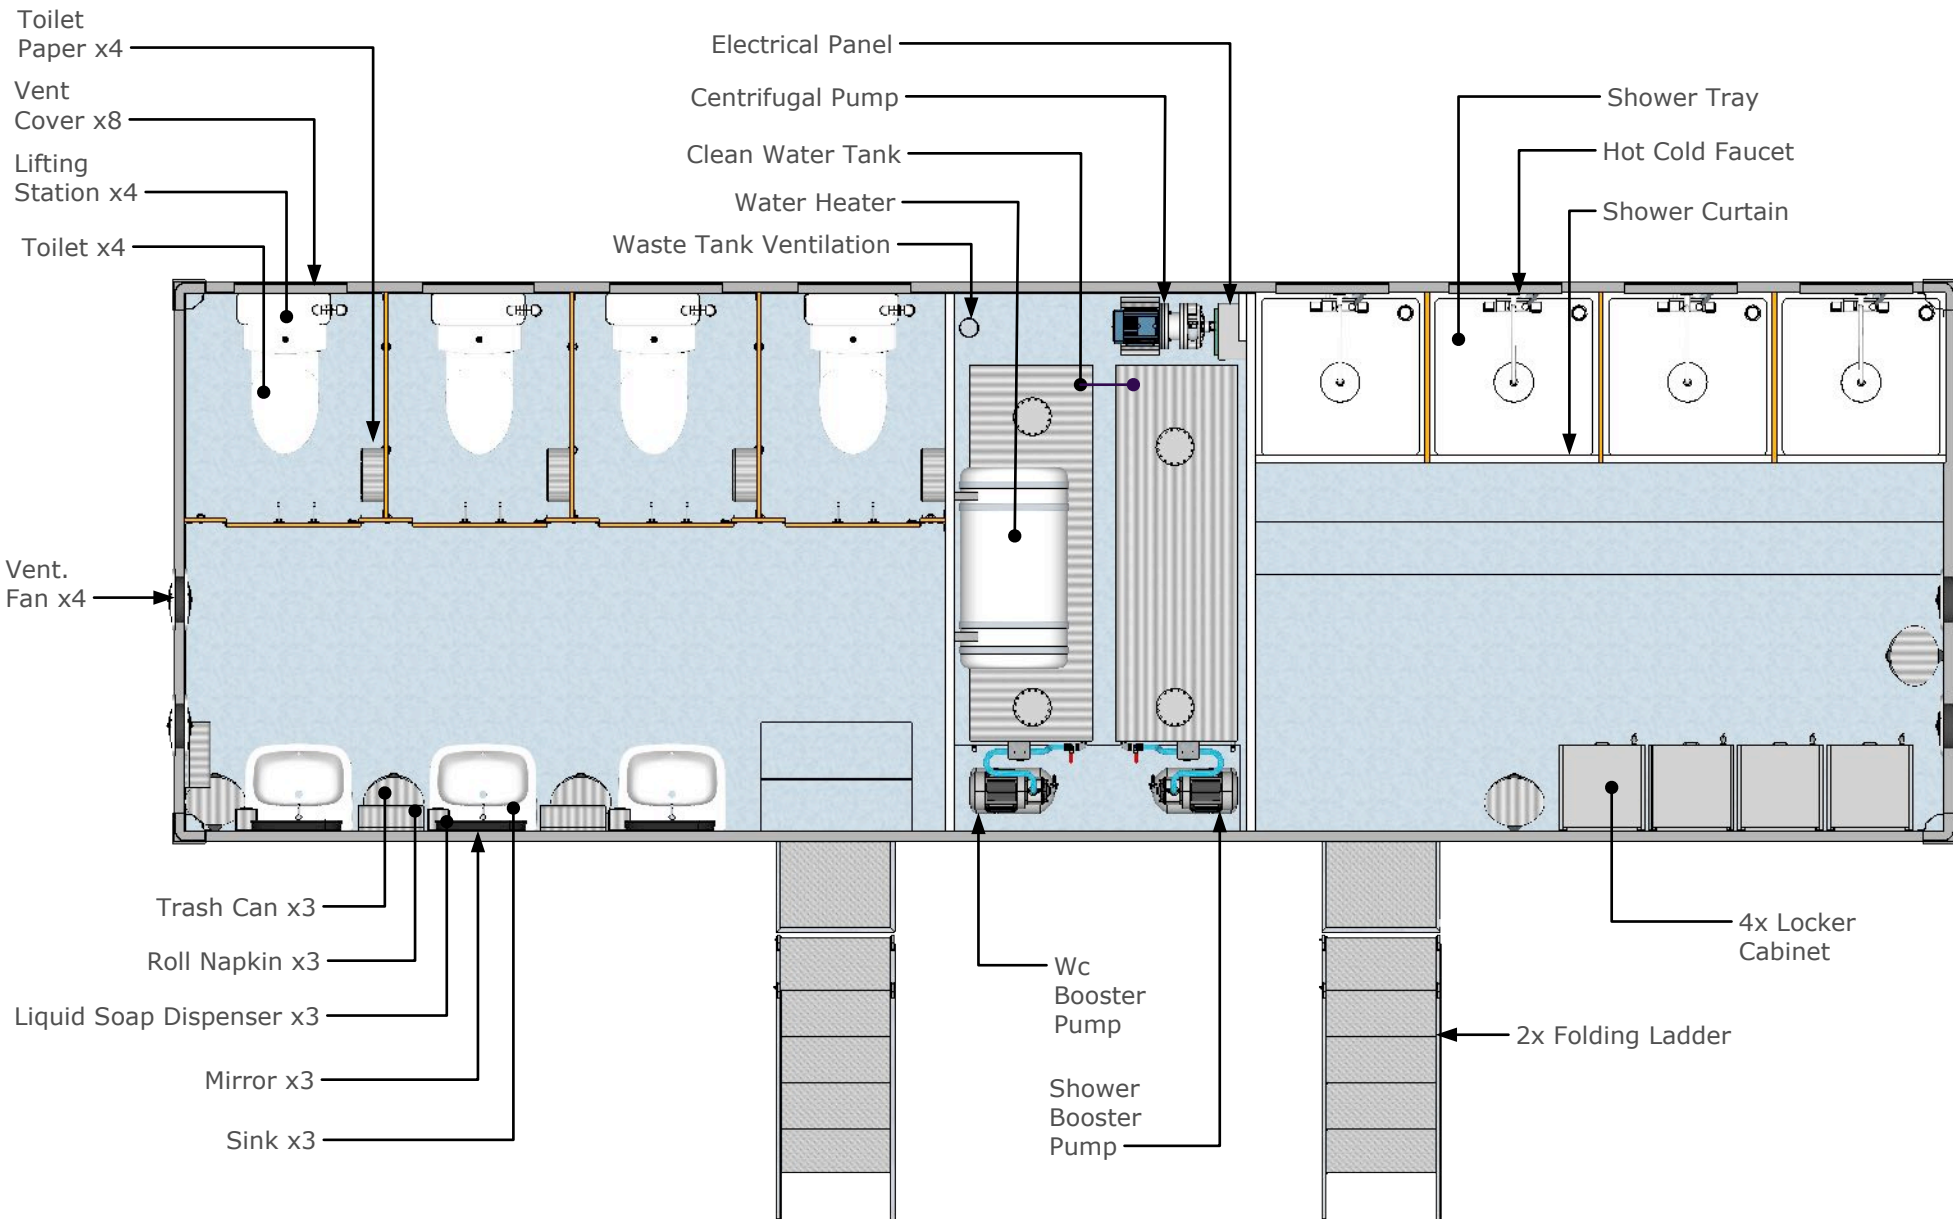 Toilet
Paper x4
Vent
Cover x8
Lifting
Station x4
Toilet x4
Vent.
Fan x4
Electrical Panel
Centrifugal Pump
Clean Water Tank
Water Heater
Waste Tank Ventilation
Shower Tray
Hot Cold Faucet
Shower Curtain
Trash Can x3
Roll Napkin x3
Liquid Soap Dispenser x3
Mirror x3
Sink x3
Wc
Booster
Pump
Shower
Booster
Pump
4x Locker
Cabinet
2x Folding Ladder